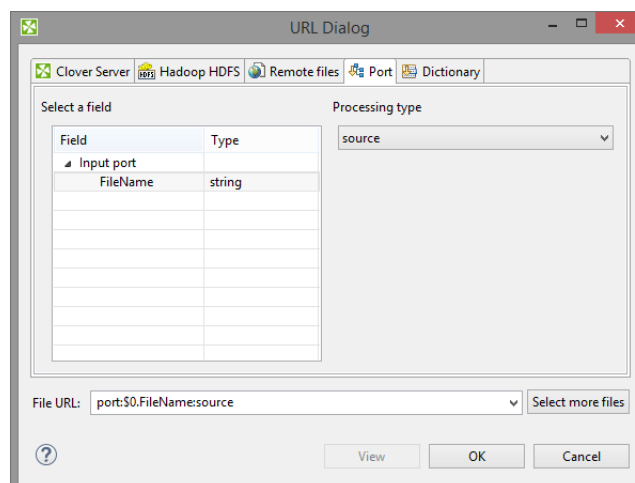 URL Dialog
Clover Server Hadoop HDFS Remote files Port Dictionary
Select a field Processing type
Field Type source
Input port
FileName string
File URL: port:$0.FileName:source Select more files
? View OK Cancel